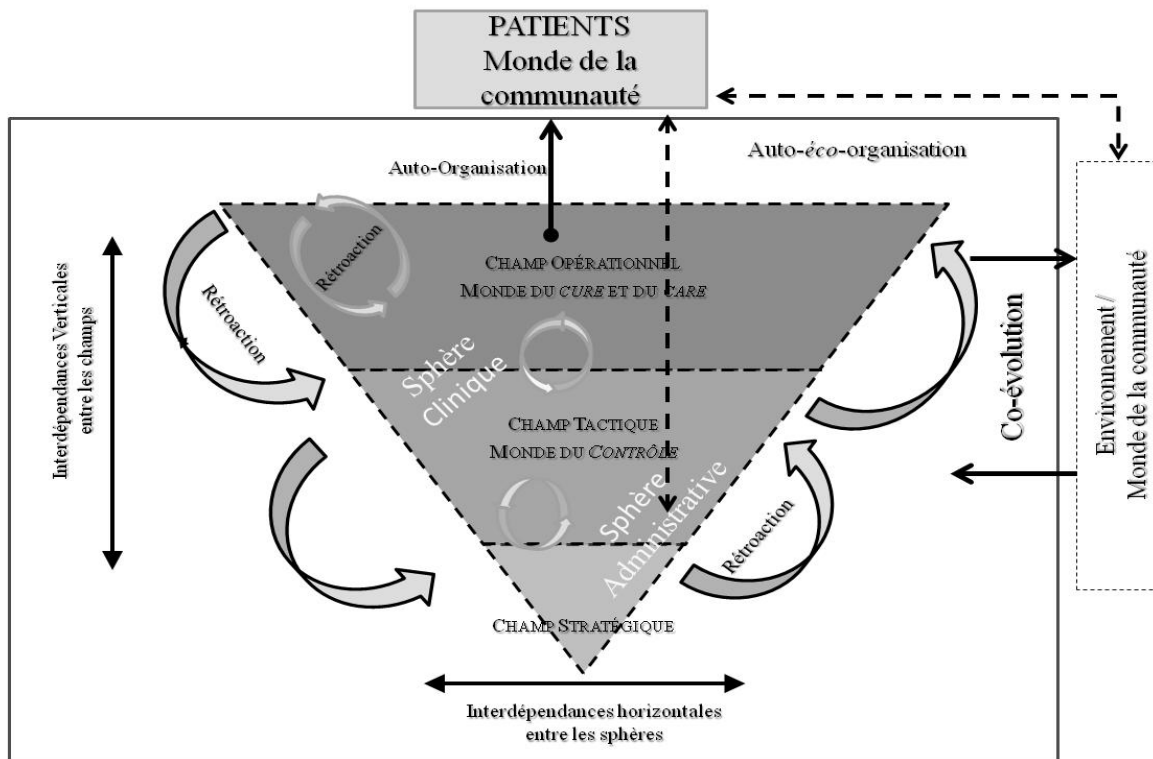 PATIENTS
Monde de la
communauté
Auto-Organisation
Auto-éco-organisation
Rétroaction
Rétroaction
CHAMP OPÉRATIONNEL
MONDE DU CURE ET DU CARE
Interdépendances Verticales
entre les champs
Sphère
Clinique
CHAMP TACTIQUE
MONDE DU CONTRÔLE
Sphère
Administrative
Rétroaction
Co-évolution
Environnement /
Monde de la communauté
CHAMP STRATÉGIQUE
Interdépendances horizontales
entre les sphères